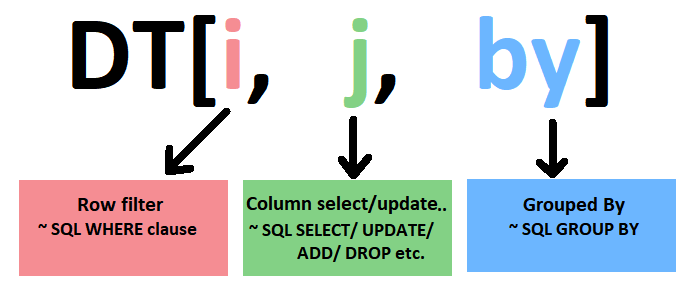 DT[i, j, by]
Row filter
~ SQL WHERE clause
Column select/update..
~ SQL SELECT/ UPDATE/
ADD/ DROP etc.
Grouped By
~ SQL GROUP BY